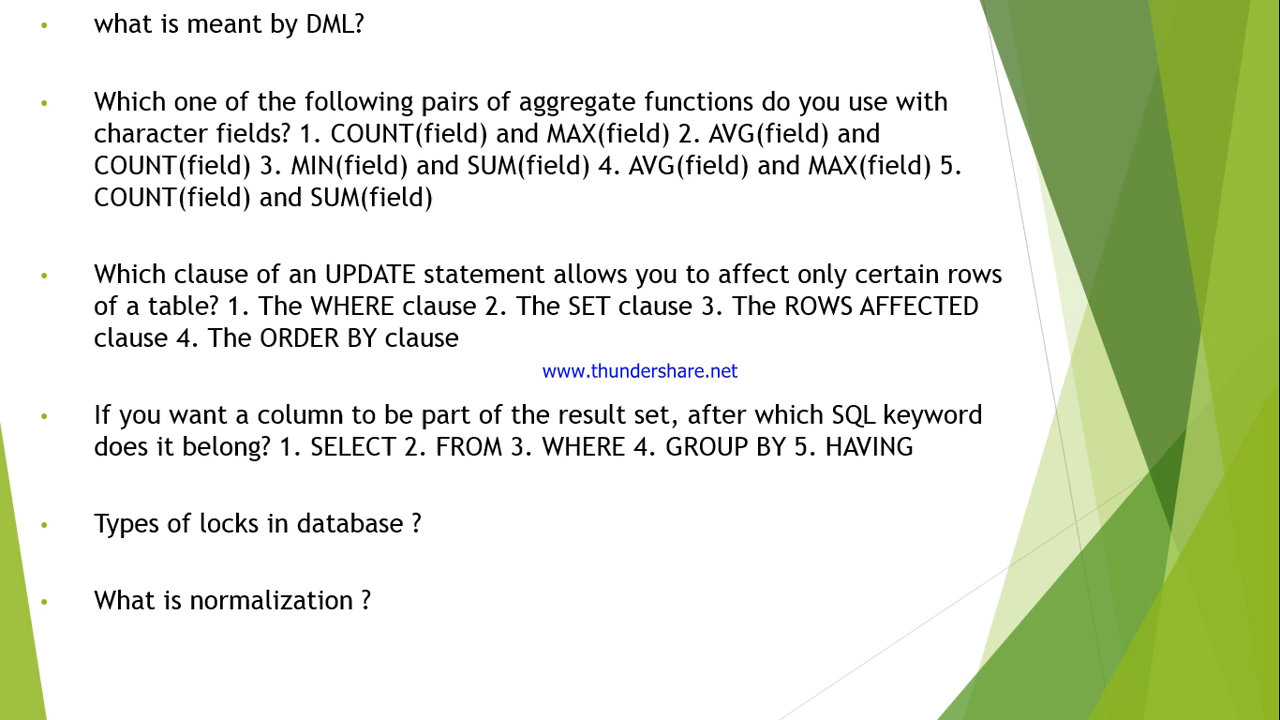 what is meant by DML?
Which one of the following pairs of aggregate functions do you use with
character fields? 1. COUNT(field) and MAX(field) 2. AVG(field) and
COUNT(field) 3. MIN(field) and SUM(field) 4. AVG(field) and MAX(field) 5.
COUNT(field) and SUM(field)
Which clause of an UPDATE statement allows you to affect only certain rows
of a table? 1. The WHERE clause 2. The SET clause 3. The ROWS AFFECTED
clause 4. The ORDER BY clause
www.thundershare.net
If you want a column to be part of the result set, after which SQL keyword
does it belong? 1. SELECT 2. FROM 3. WHERE 4. GROUP BY 5. HAVING
Types of locks in database ?
What is normalization ?